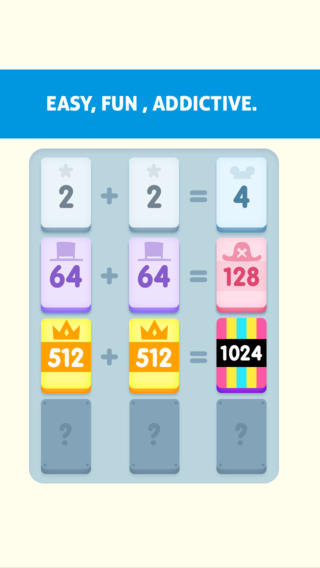 EASY, FUN , ADDICTIVE.
2 + 2 = 4
64 + 64 = 128
512 + 512 = 1024
? ? ?